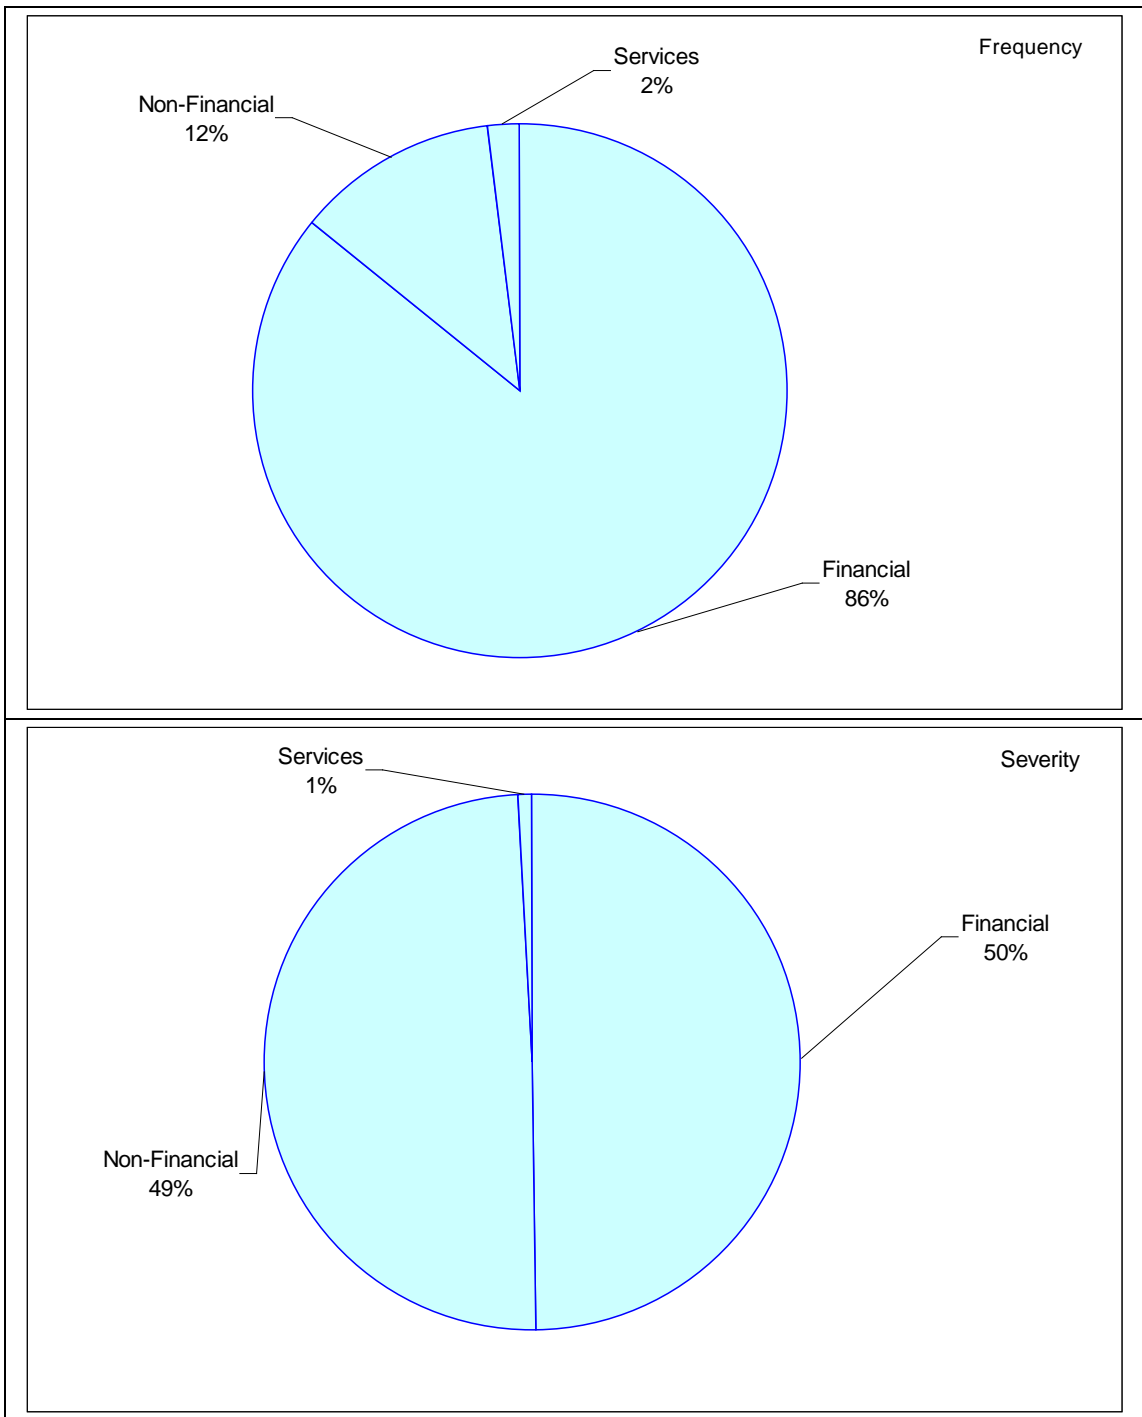 Frequency
Services
2%
Non-Financial
12%
Financial
86%
Severity
Services
1%
Financial
50%
Non-Financial
49%